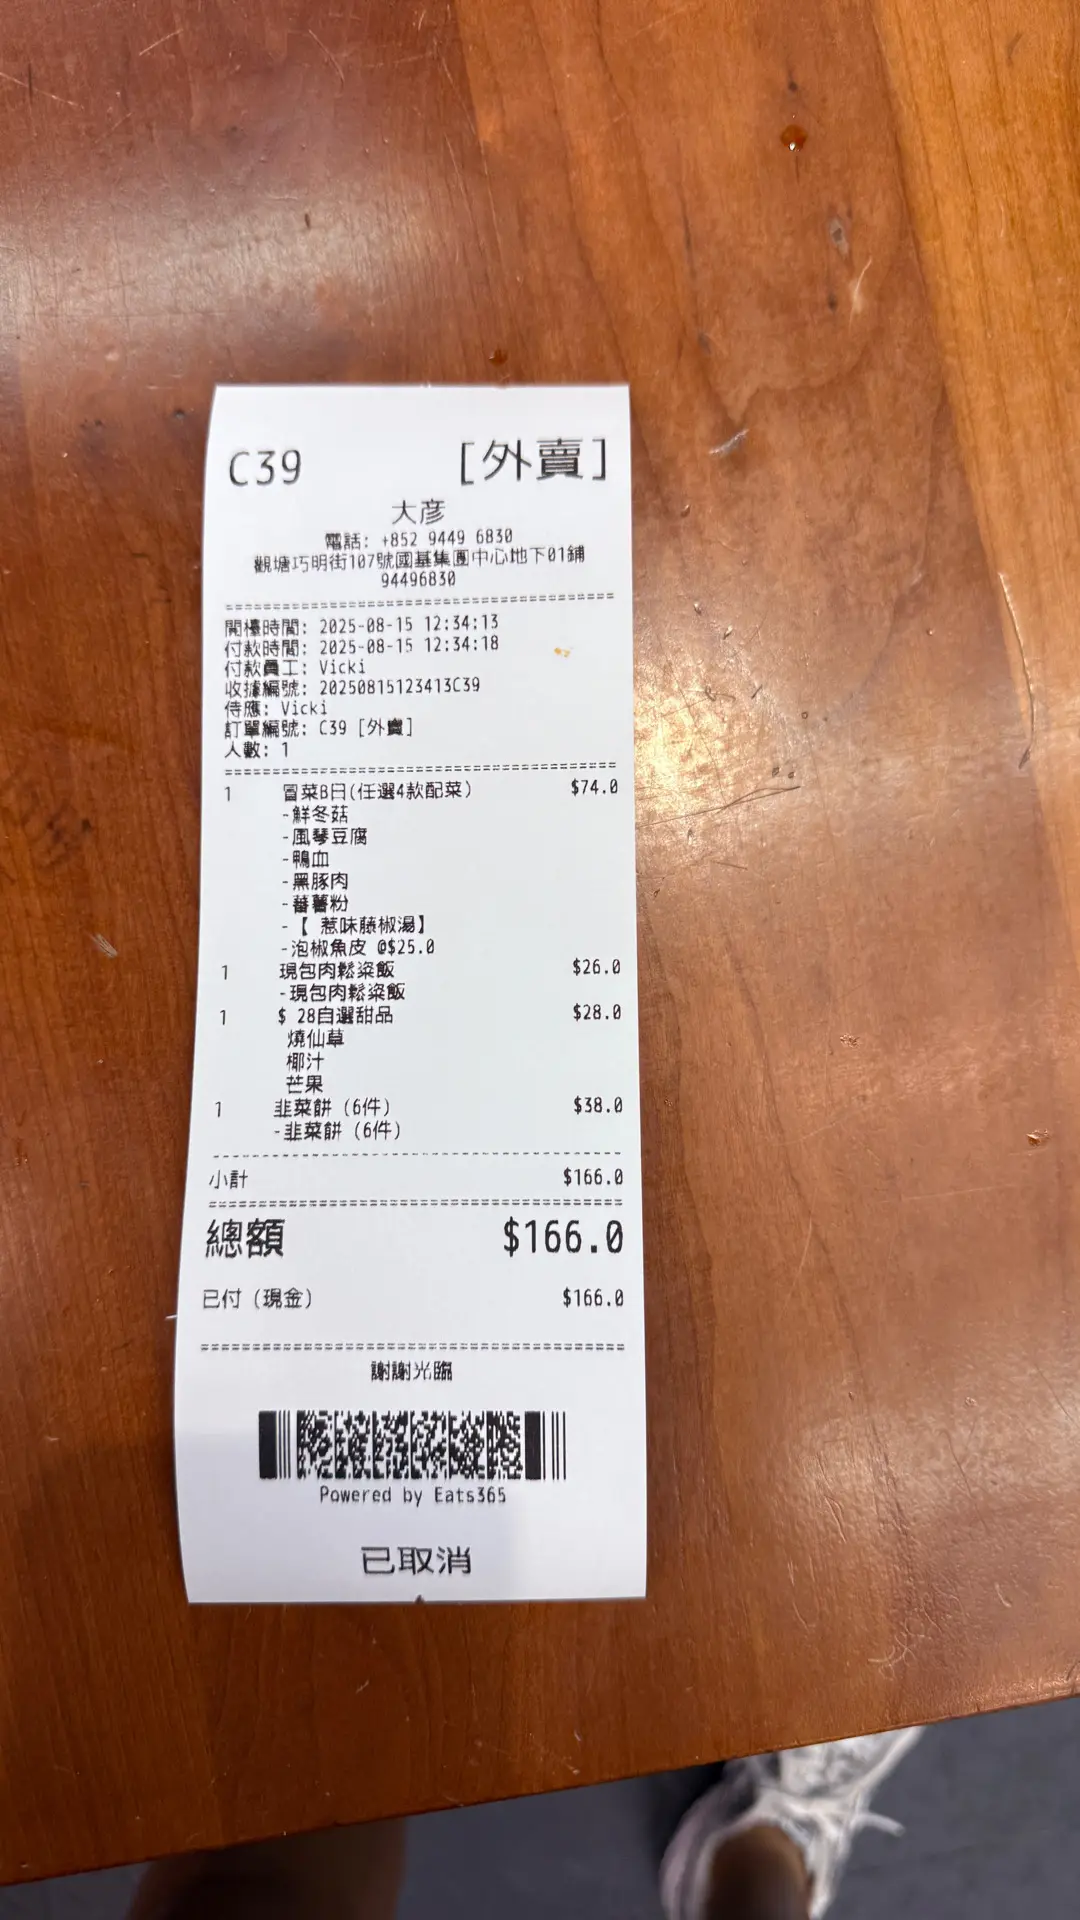 C39 [外賣]
大彦
電話: +852 9449 6830
觀塘巧明街107號國基集團中心地下01鋪
94496830
開檯時間: 2025-08-15 12:34:13
付款時間: 2025-08-15 12:34:18
付款員工: Vicki
收據編號: 20250815123413C39
侍應: Vicki
訂單編號: C39 [外賣]
人數: 1
1 冒菜B日(任選4款配菜) $74.0
-鮮冬菇
-風琴豆腐
-鴨血
-黑豚肉
-蕃薯粉
-【 惹味藤椒湯】
-泡椒魚皮 @$25.0
1 現包肉鬆粢飯 $26.0
-現包肉鬆粢飯
1 $ 28自選甜品 $28.0
燒仙草
椰汁
芒果
1 韭菜餅 (6件) $38.0
-韭菜餅 (6件)
小計 $166.0
總額 $166.0
已付 (現金) $166.0
謝謝光臨
Powered by Eats365
已取消